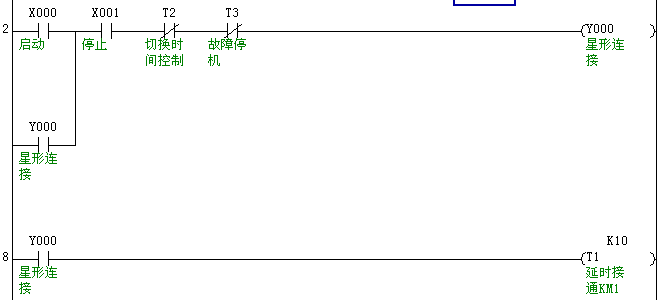 X000 X001 T2 T3
2 Y000
启动 停止 切换时 故障停 星形连
间控制 机 接
Y000
星形连
接
Y000 K10
8 T1
星形连 延时接
接 通KM1